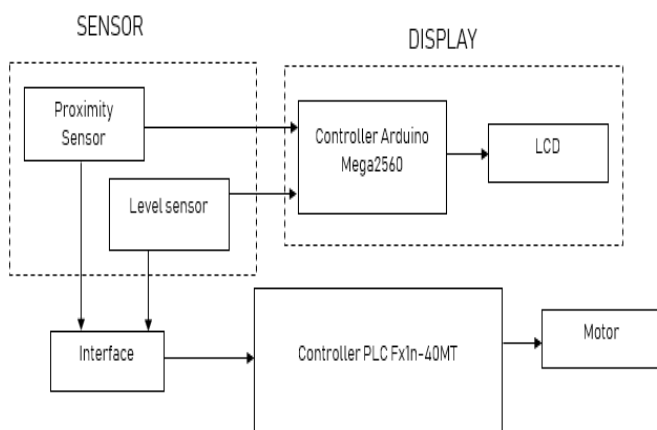 SENSOR
DISPLAY
Proximity
Sensor
Controller Arduino
Mega2560
LCD
Level sensor
Interface
Controller PLC Fx1n-40MT
Motor